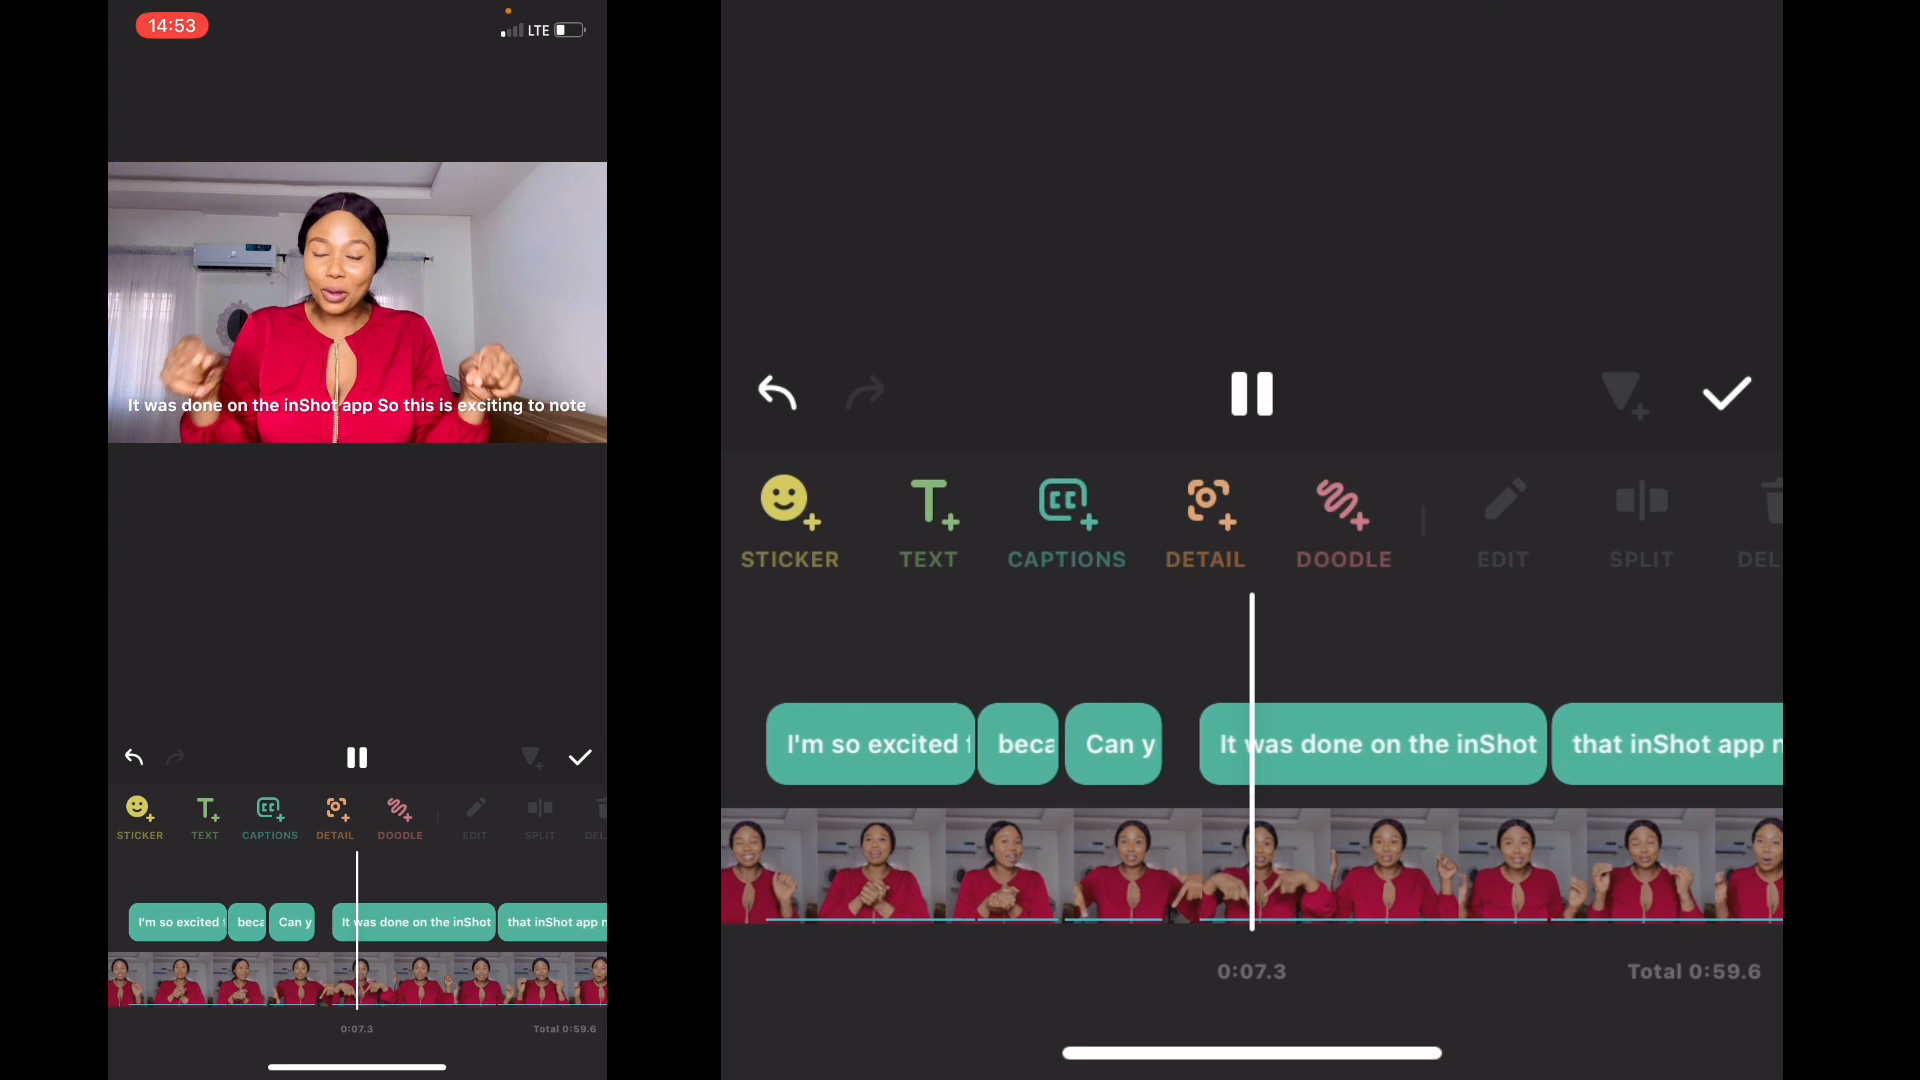 14:53
LTE
It was done on the inShot app So this is exciting to note
STICKER TEXT CAPTIONS DETAIL DOODLE EDIT SPLIT DEL
I'm so excited beca Can y It was done on the inShot that inShot app
0:07.3 Total 0:59.6
STICKER TEXT CAPTIONS DETAIL DOODLE EDIT SPLIT DEL
I'm so excited beca Can y It was done on the inShot that inShot app
0:07.3 Total 0:59.6